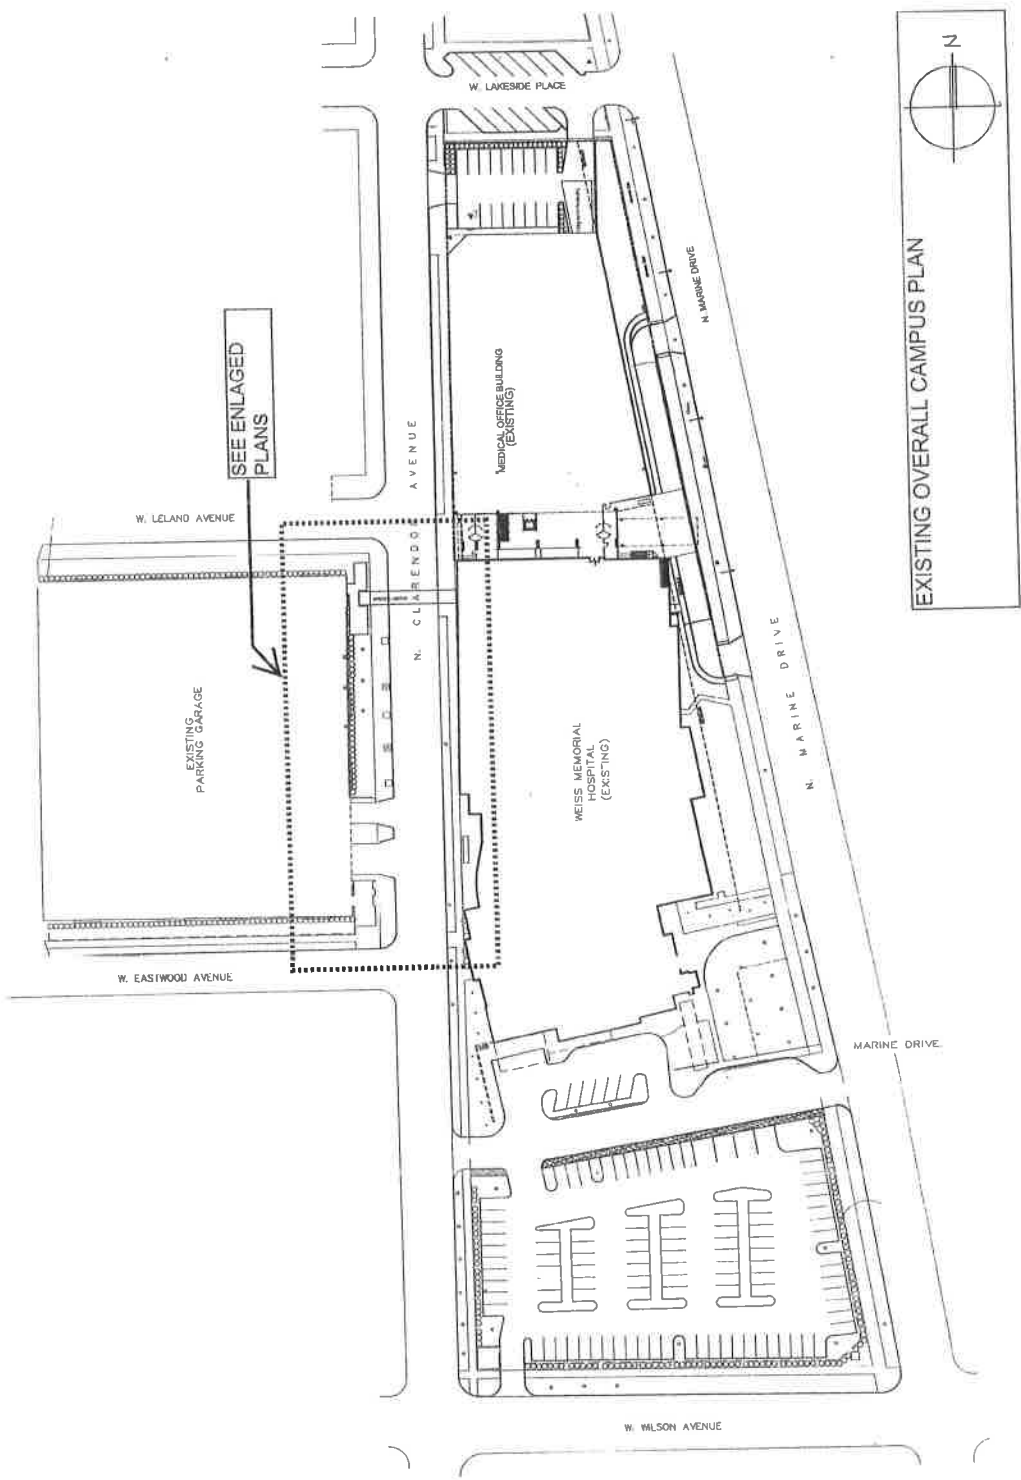 W. LAKESIDE PLACE
N
N. MARINE DRIVE
EXISTING OVERALL CAMPUS PLAN
SEE ENLAGED
PLANS
MEDICAL OFFICE BUILDING
(EXISTING)
N. CLARENDON AVENUE
W. LELAND AVENUE
EXISTING
PARKING GARAGE
WEISS MEMORIAL
HOSPITAL
(EXISTING)
N. MARINE DRIVE
W. EASTWOOD AVENUE
MARINE DRIVE.
W. WILSON AVENUE